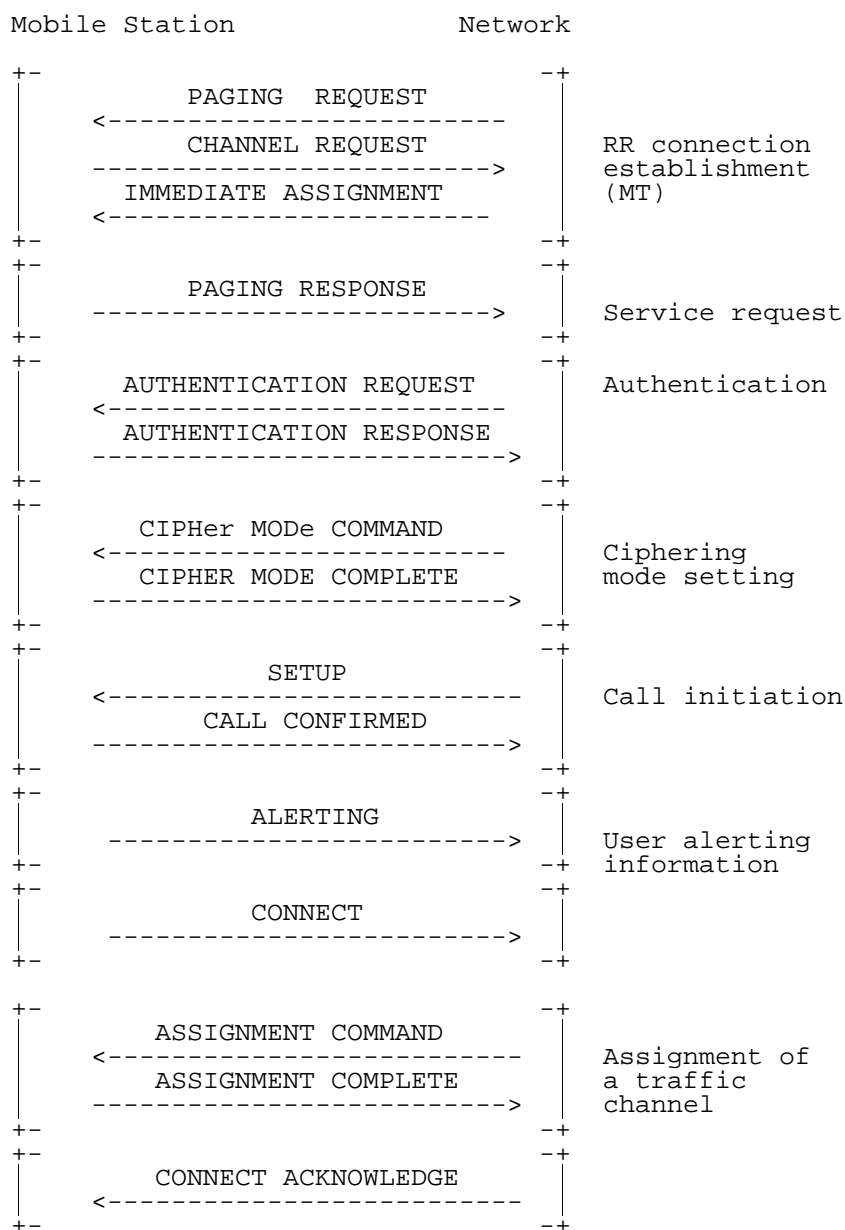 Mobile Station Network
PAGING REQUEST
CHANNEL REQUEST
RR connection
establishment
(MT)
IMMEDIATE ASSIGNMENT
PAGING RESPONSE
Service request
AUTHENTICATION REQUEST
Authentication
AUTHENTICATION RESPONSE
CIPHer MODe COMMAND
Ciphering
mode setting
CIPHER MODE COMPLETE
SETUP
Call initiation
CALL CONFIRMED
ALERTING
User alerting
information
CONNECT
ASSIGNMENT COMMAND
Assignment of
a traffic
channel
ASSIGNMENT COMPLETE
CONNECT ACKNOWLEDGE